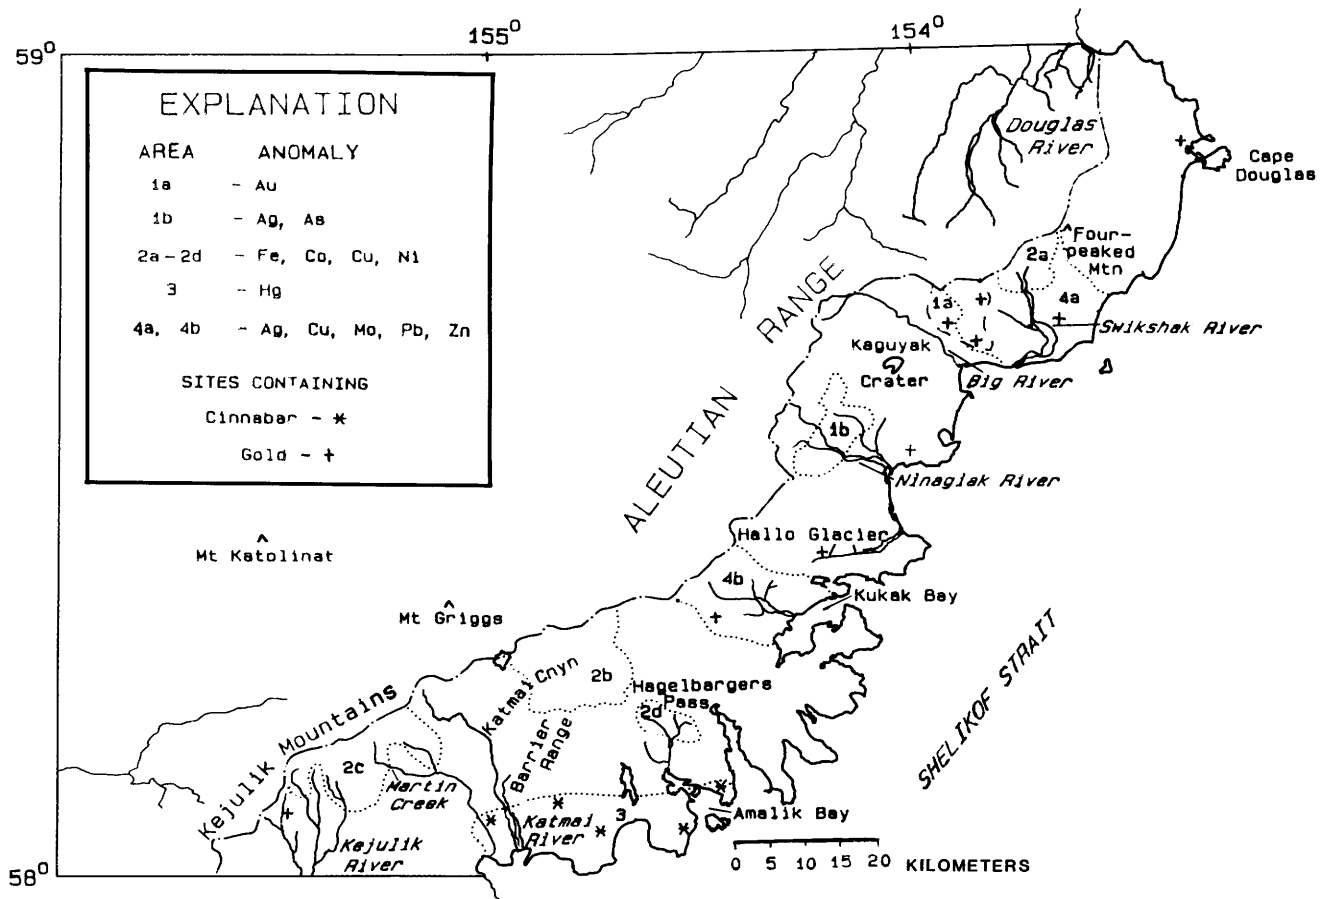 155°
154°
59°
EXPLANATION
AREA ANOMALY
1a - Au
1b - Ag, As
2a-2d - Fe, Co, Cu, Ni
3 - Hg
4a, 4b - Ag, Cu, Mo, Pb, Zn
SITES CONTAINING
Cinnabar - *
Gold - +
Douglas
River
Cape
Douglas
Four-
peaked
Mtn
2a
4a
1a
Swikshak River
ALEUTIAN RANGE
Kaguyak
Crater
Big River
1b
Ninagiak River
Hallo Glacier
Mt Katolinat
4b
Kukak Bay
Mt Griggs
SHELIKOF STRAIT
Katmai Cnyn
2b
Hagelbargers
Pass
2d
Kejulik Mountains
Barrier
Range
2c
Martin
Creek
Amalik Bay
3
Katmai
River
Kejulik
River
58°
0 5 10 15 20 KILOMETERS